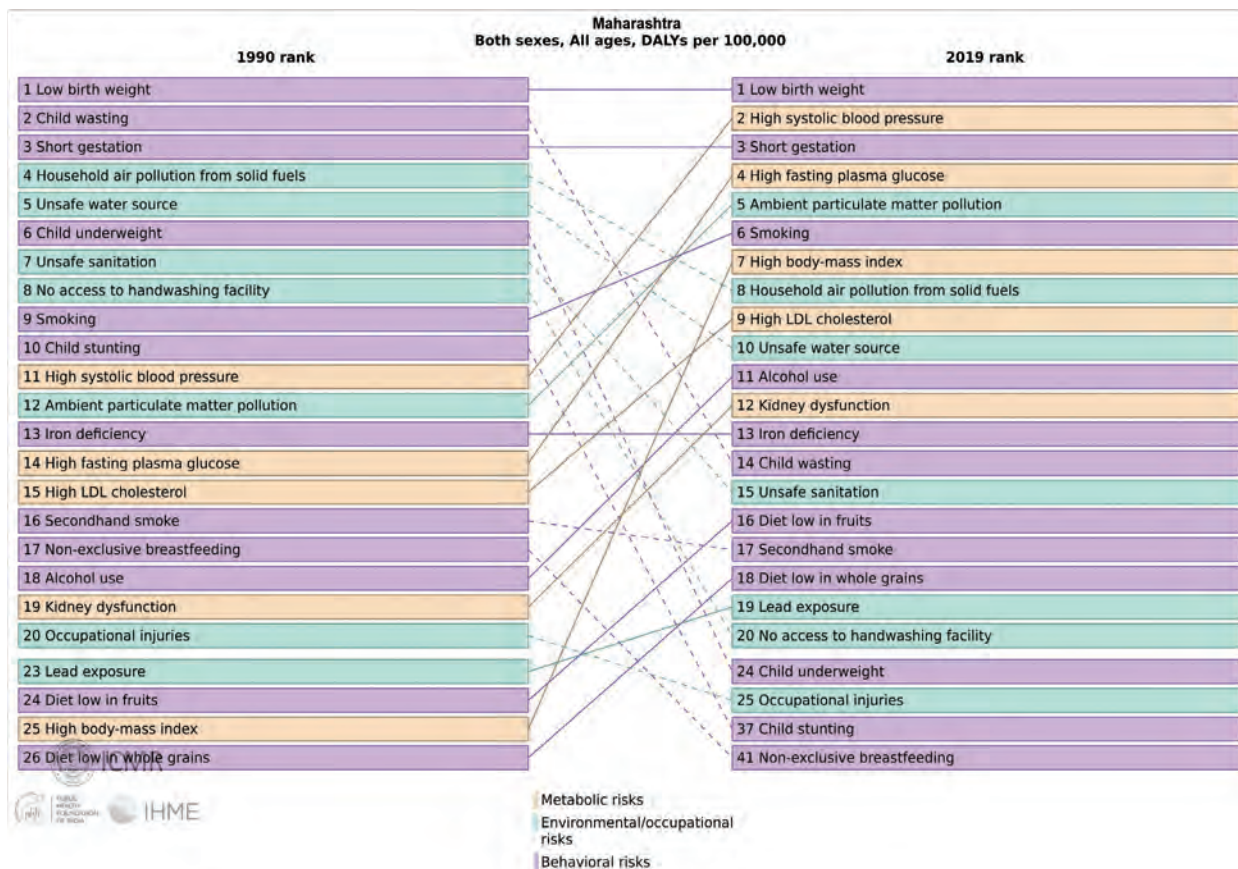 Maharashtra
Both sexes, All ages, DALYs per 100,000
1990 rank
1 Low birth weight
2 Child wasting
3 Short gestation
4 Household air pollution from solid fuels
5 Unsafe water source
6 Child underweight
7 Unsafe sanitation
8 No access to handwashing facility
9 Smoking
10 Child stunting
11 High systolic blood pressure
12 Ambient particulate matter pollution
13 Iron deficiency
14 High fasting plasma glucose
15 High LDL cholesterol
16 Secondhand smoke
17 Non-exclusive breastfeeding
18 Alcohol use
19 Kidney dysfunction
20 Occupational injuries
23 Lead exposure
24 Diet low in fruits
25 High body-mass index
26 Diet low in whole grains
2019 rank
1 Low birth weight
2 High systolic blood pressure
3 Short gestation
4 High fasting plasma glucose
5 Ambient particulate matter pollution
6 Smoking
7 High body-mass index
8 Household air pollution from solid fuels
9 High LDL cholesterol
10 Unsafe water source
11 Alcohol use
12 Kidney dysfunction
13 Iron deficiency
14 Child wasting
15 Unsafe sanitation
16 Diet low in fruits
17 Secondhand smoke
18 Diet low in whole grains
19 Lead exposure
20 No access to handwashing facility
24 Child underweight
25 Occupational injuries
37 Child stunting
41 Non-exclusive breastfeeding
ICMR
PUBLIC
HEALTH
FOUNDATION
OF INDIA
IHME
Metabolic risks
Environmental/occupational
risks
Behavioral risks